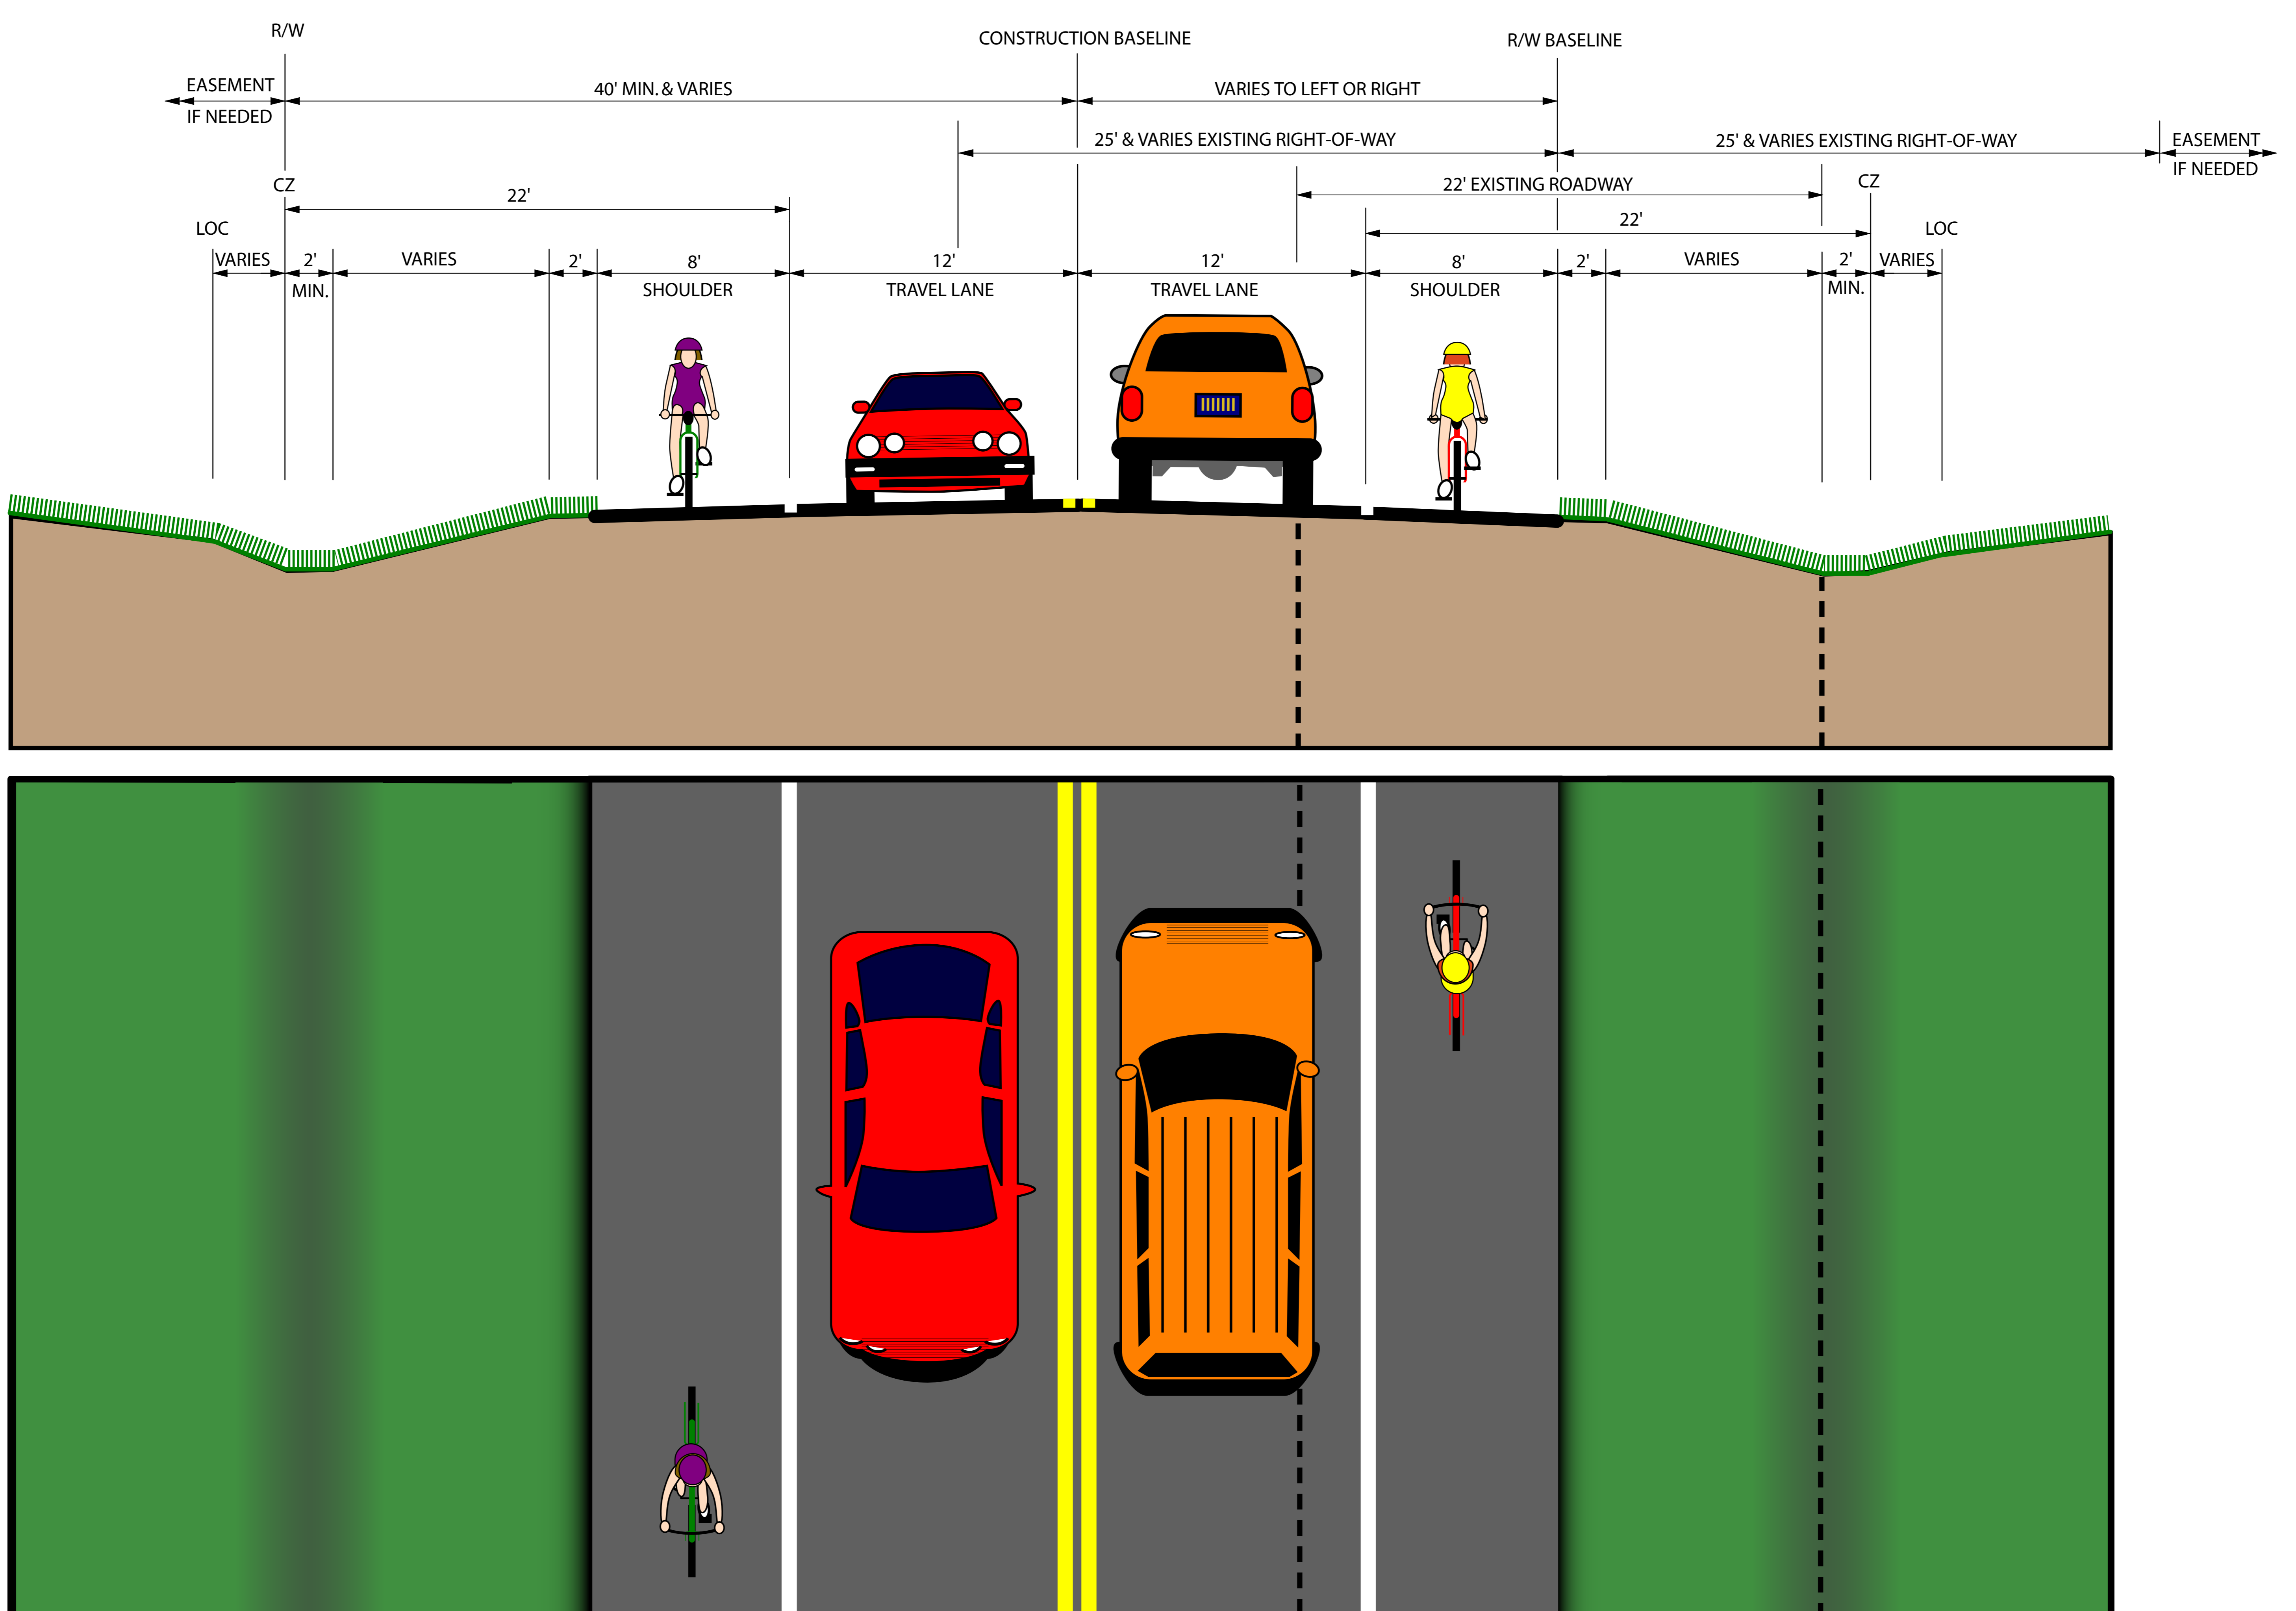 R/W
CONSTRUCTION BASELINE
R/W BASELINE
EASEMENT
IF NEEDED
40' MIN. & VARIES
VARIES TO LEFT OR RIGHT
25' & VARIES EXISTING RIGHT-OF-WAY
25' & VARIES EXISTING RIGHT-OF-WAY
EASEMENT
IF NEEDED
CZ
22'
22' EXISTING ROADWAY
CZ
LOC
22'
LOC
VARIES
2'
MIN.
VARIES
2'
8'
SHOULDER
12'
TRAVEL LANE
12'
TRAVEL LANE
8'
SHOULDER
2'
VARIES
2'
MIN.
VARIES